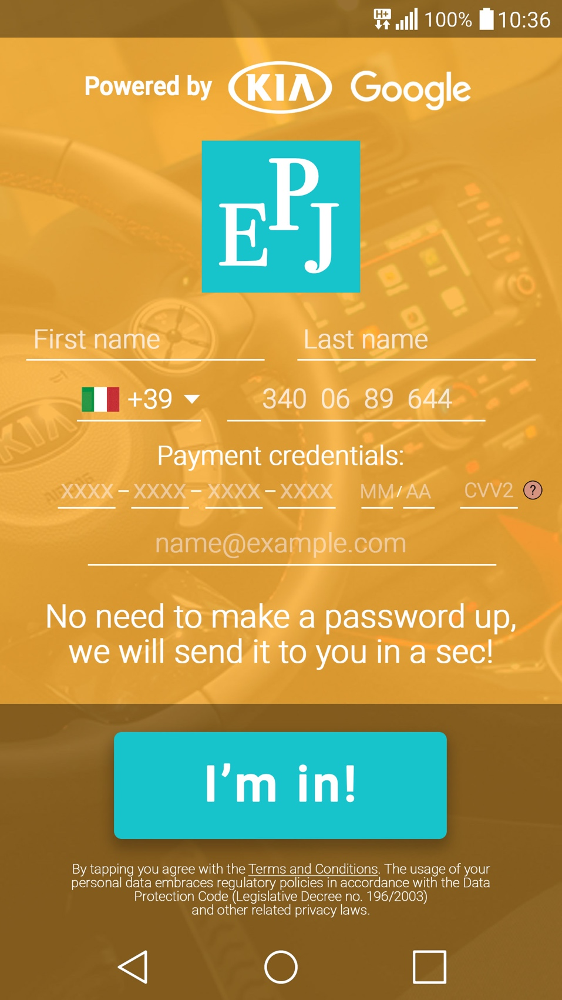 H+ 100% 10:36
Powered by KIA Google
EPJ
First name Last name
+39 340 06 89 644
Payment credentials:
XXXX – XXXX – XXXX – XXXX MM / AA CVV2 ?
name@example.com
No need to make a password up,
we will send it to you in a sec!
I’m in!
By tapping you agree with the Terms and Conditions. The usage of your
personal data embraces regulatory policies in accordance with the Data
Protection Code (Legislative Decree no. 196/2003)
and other related privacy laws.
KIA
AIRBAG